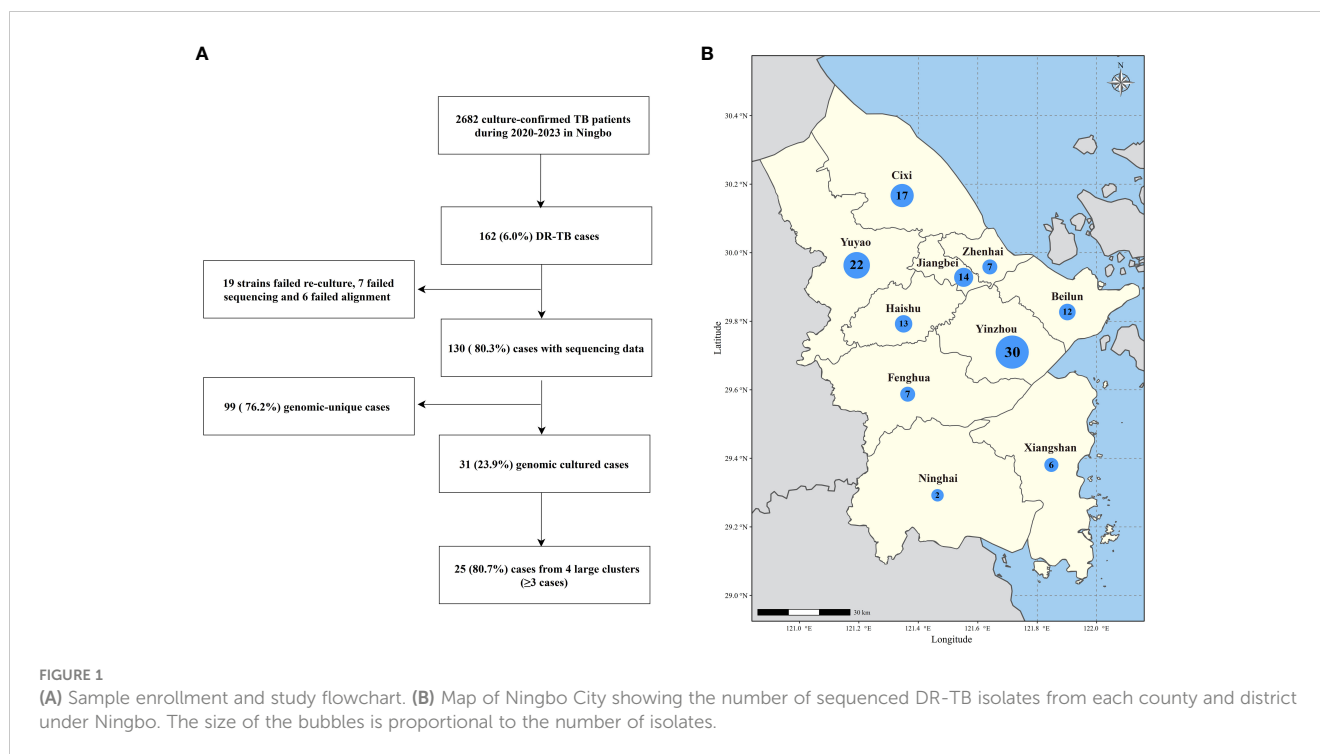 A
2682 culture-confirmed TB patients
during 2020-2023 in Ningbo
162 (6.0%) DR-TB cases
19 strains failed re-culture, 7 failed
sequencing and 6 failed alignment
130 ( 80.3%) cases with sequencing data
99 ( 76.2%) genomic-unique cases
31 (23.9%) genomic cultured cases
25 (80.7%) cases from 4 large clusters
(≥3 cases)
B
N
30.4 °N
30.2 °N
30.0 °N
29.8 °N
29.6 °N
29.4 °N
29.2 °N
29.0 °N
Latitude
Cixi
17
Yuyao
22
Zhenhai
7
Jiangbei
14
Beilun
12
Haishu
13
Yinzhou
30
Fenghua
7
Xiangshan
6
Ninghai
2
30 km
121.0 °E
121.2 °E
121.4 °E
121.6 °E
121.8 °E
122.0 °E
Longitude
FIGURE 1
(A) Sample enrollment and study flowchart. (B) Map of Ningbo City showing the number of sequenced DR-TB isolates from each county and district
under Ningbo. The size of the bubbles is proportional to the number of isolates.